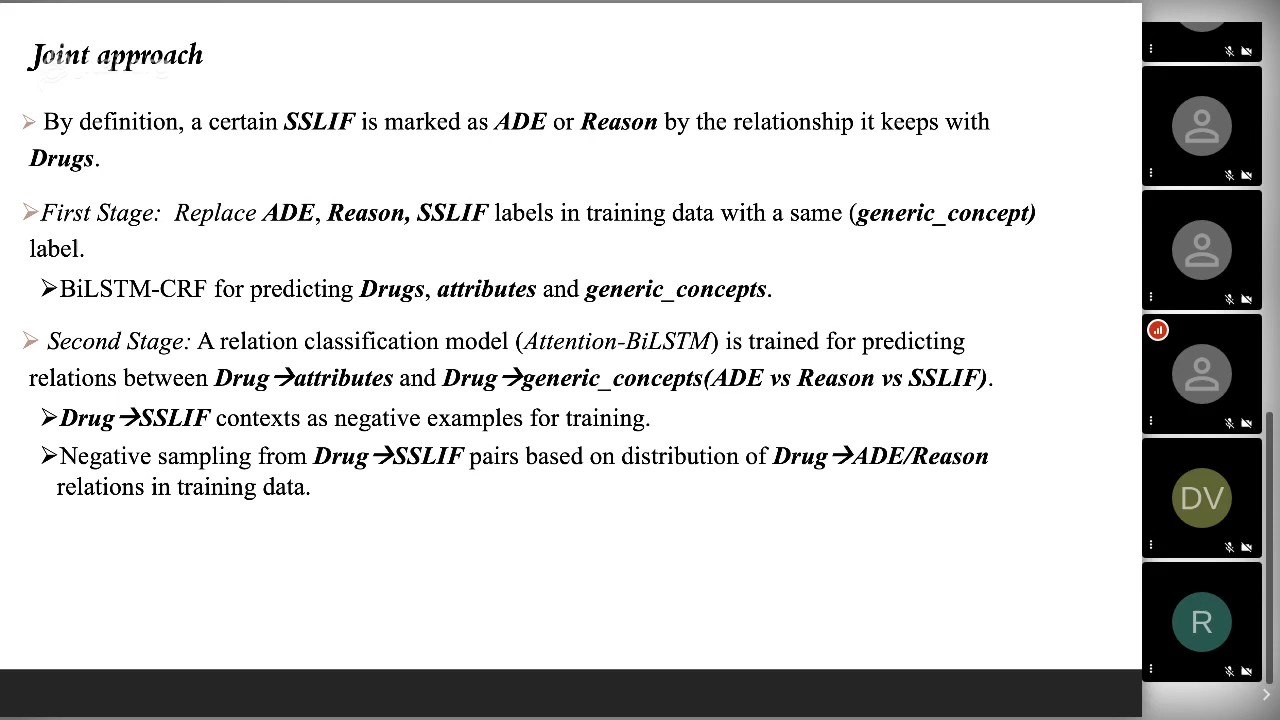 Joint approach
➢ By definition, a certain SSLIF is marked as ADE or Reason by the relationship it keeps with
Drugs.
➢First Stage: Replace ADE, Reason, SSLIF labels in training data with a same (generic_concept)
label.
➢BiLSTM-CRF for predicting Drugs, attributes and generic_concepts.
➢ Second Stage: A relation classification model (Attention-BiLSTM) is trained for predicting
relations between Drug→attributes and Drug→generic_concepts(ADE vs Reason vs SSLIF).
➢Drug→SSLIF contexts as negative examples for training.
➢Negative sampling from Drug→SSLIF pairs based on distribution of Drug→ADE/Reason
relations in training data.
DV
R